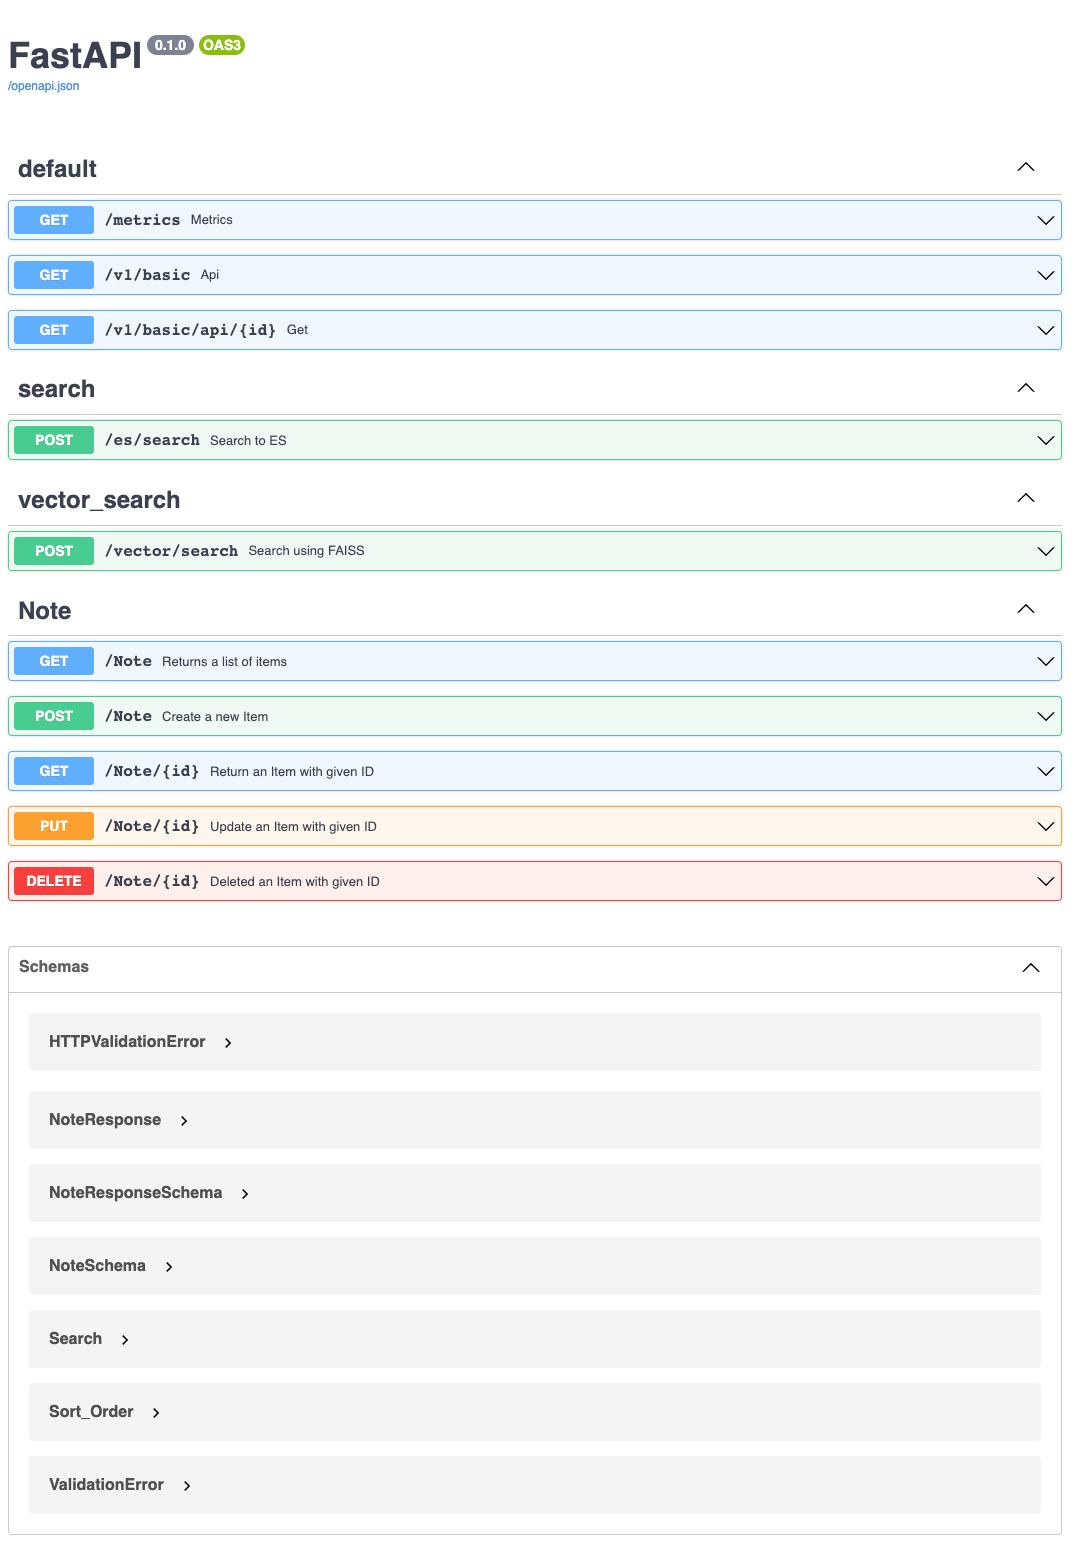 FastAPI 0.1.0 OAS3
/openapi.json
default
GET /metrics Metrics
GET /v1/basic Api
GET /v1/basic/api/{id} Get
search
POST /es/search Search to ES
vector_search
POST /vector/search Search using FAISS
Note
GET /Note Returns a list of items
POST /Note Create a new Item
GET /Note/{id} Return an Item with given ID
PUT /Note/{id} Update an Item with given ID
DELETE /Note/{id} Deleted an Item with given ID
Schemas
HTTPValidationError
NoteResponse
NoteResponseSchema
NoteSchema
Search
Sort_Order
ValidationError